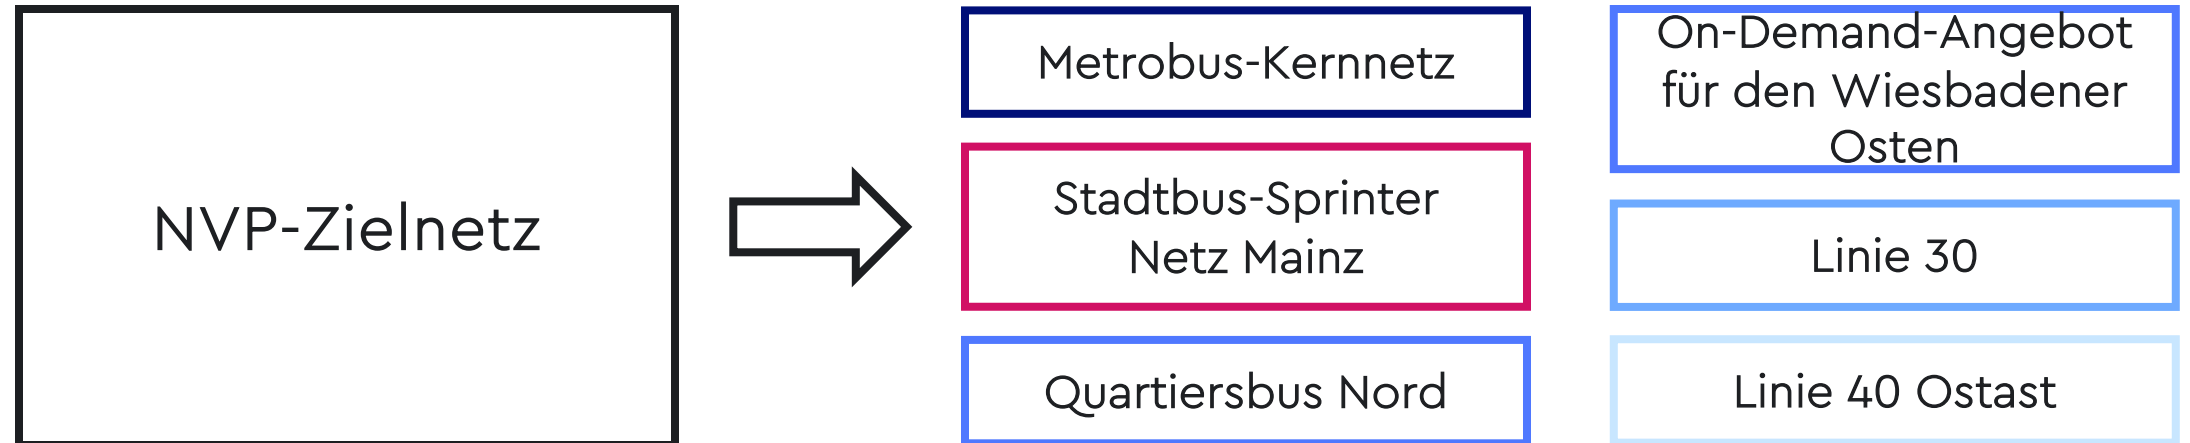 NVP-Zielnetz
Metrobus-Kernnetz
Stadtbus-Sprinter
Netz Mainz
Quartiersbus Nord
On-Demand-Angebot
für den Wiesbadener
Osten
Linie 30
Linie 40 Ostast